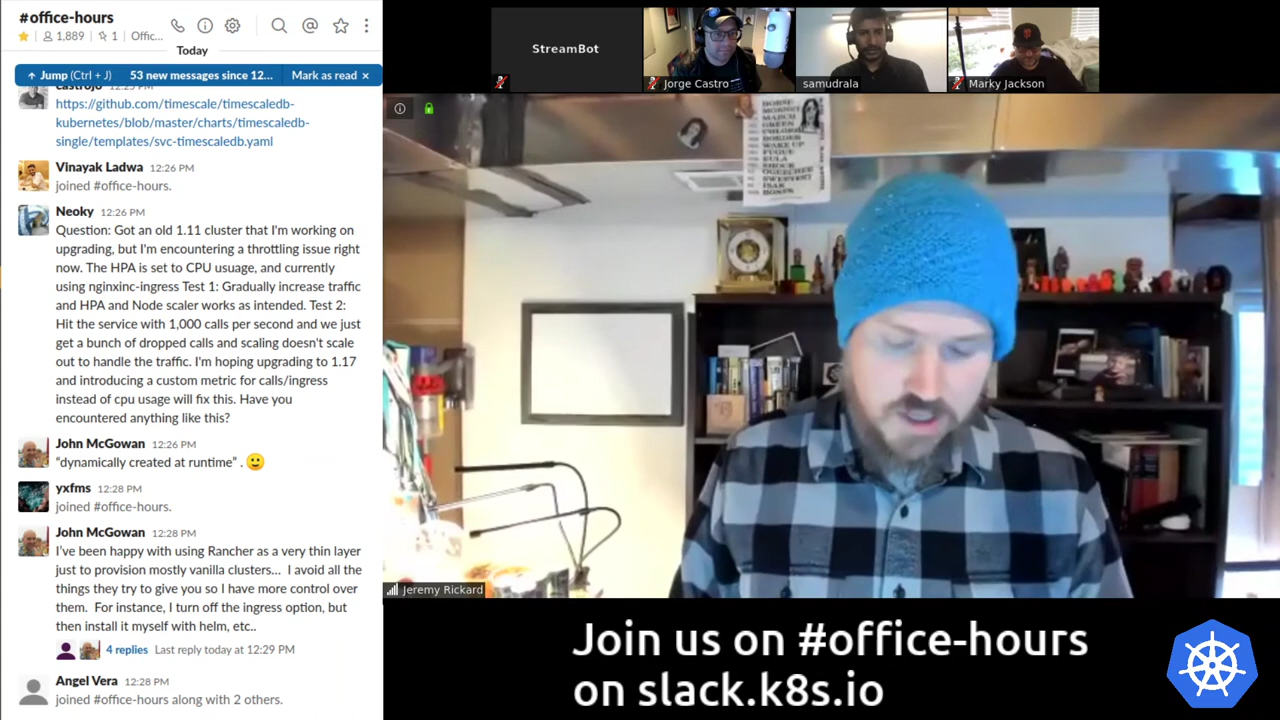 #office-hours
1,889
1
Offic...
Today
Jump (Ctrl + J)
53 new messages since 12...
Mark as read ×
castrojo 12:25 PM
https://github.com/timescale/timescaledb-
kubernetes/blob/master/charts/timescaledb-
single/templates/svc-timescaledb.yaml
Vinayak Ladwa 12:26 PM
joined #office-hours.
Neoky 12:26 PM
Question: Got an old 1.11 cluster that I'm working on
upgrading, but I'm encountering a throttling issue right
now. The HPA is set to CPU usuage, and currently
using nginxinc-ingress Test 1: Gradually increase traffic
and HPA and Node scaler works as intended. Test 2:
Hit the service with 1,000 calls per second and we just
get a bunch of dropped calls and scaling doesn't scale
out to handle the traffic. I'm hoping upgrading to 1.17
and introducing a custom metric for calls/ingress
instead of cpu usage will fix this. Have you
encountered anything like this?
John McGowan 12:26 PM
“dynamically created at runtime” .
yxfms 12:28 PM
joined #office-hours.
John McGowan 12:28 PM
I've been happy with using Rancher as a very thin layer
just to provision mostly vanilla clusters... I avoid all the
things they try to give you so I have more control over
them. For instance, I turn off the ingress option, but
then install it myself with helm, etc..
4 replies Last reply today at 12:29 PM
Angel Vera 12:28 PM
joined #office-hours along with 2 others.
StreamBot
Jorge Castro
samudrala
Marky Jackson
WAKE UP
Jeremy Rickard
Join us on #office-hours
on slack.k8s.io